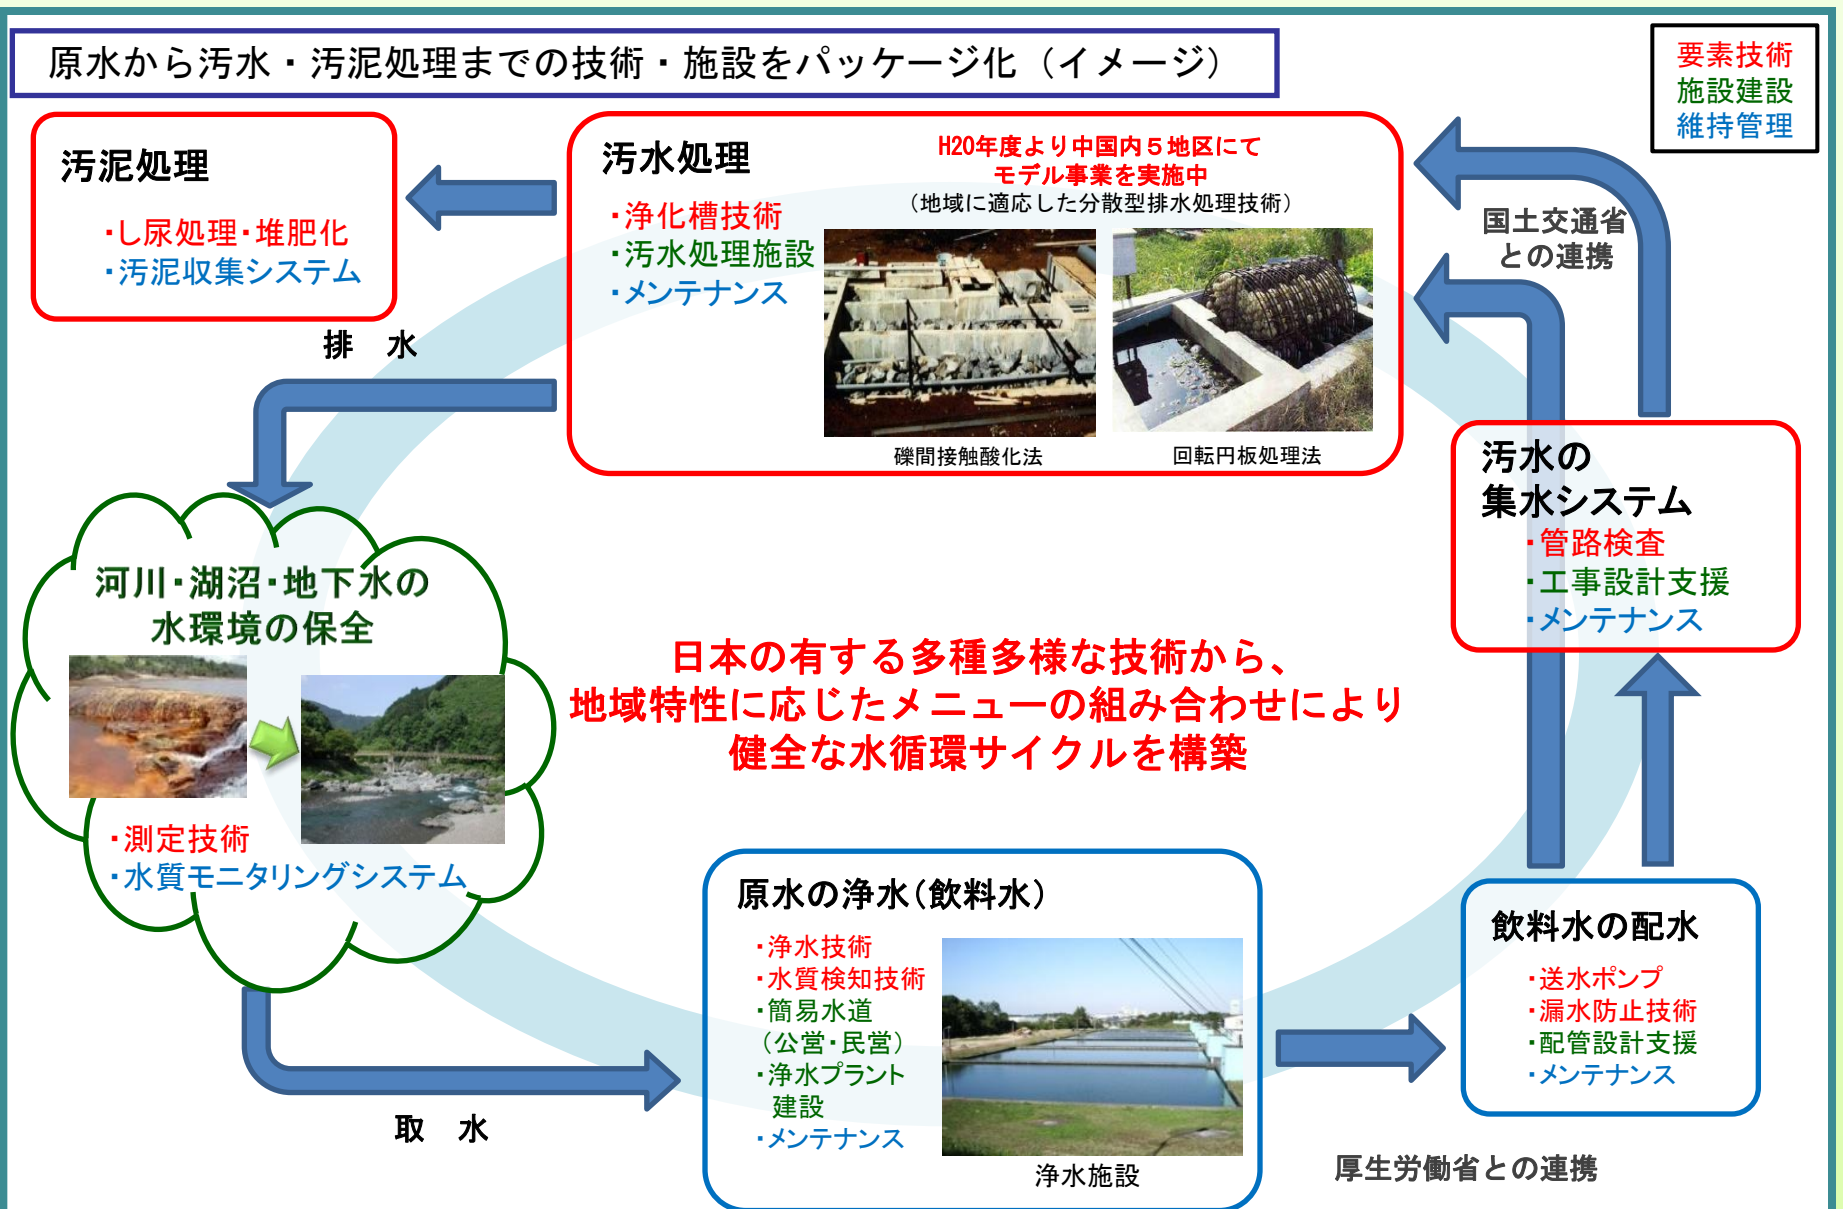 原水から汚水・汚泥処理までの技術・施設をパッケージ化（イメージ）
要素技術
施設建設
維持管理
汚泥処理
・し尿処理・堆肥化
・汚泥収集システム
汚水処理
・浄化槽技術
・汚水処理施設
・メンテナンス
H20年度より中国内５地区にて
モデル事業を実施中
（地域に適応した分散型排水処理技術）
礫間接触酸化法
回転円板処理法
国土交通省
との連携
排　水
汚水の
集水システム
・管路検査
・工事設計支援
・メンテナンス
河川・湖沼・地下水の
水環境の保全
・測定技術
・水質モニタリングシステム
日本の有する多種多様な技術から、
地域特性に応じたメニューの組み合わせにより
健全な水循環サイクルを構築
原水の浄水（飲料水）
・浄水技術
・水質検知技術
・簡易水道
（公営・民営）
・浄水プラント
建設
・メンテナンス
浄水施設
飲料水の配水
・送水ポンプ
・漏水防止技術
・配管設計支援
・メンテナンス
取　水
厚生労働省との連携